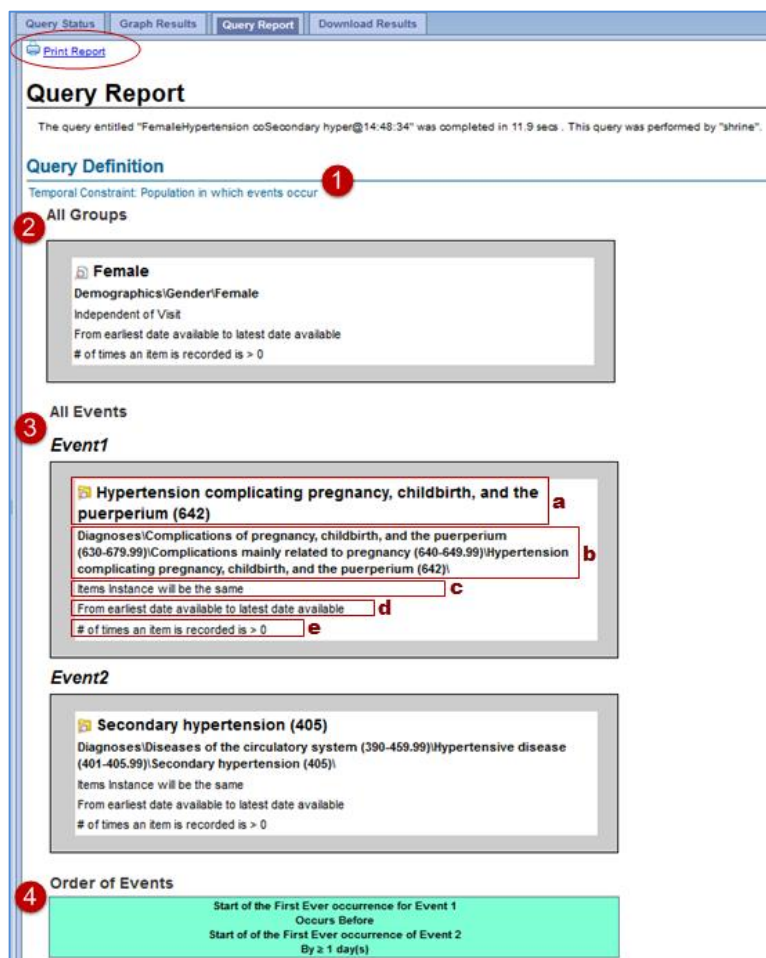 Query Status Graph Results Query Report Download Results
Print Report
Query Report
The query entitled "FemaleHypertension coSecondary hyper@14:48:34" was completed in 11.9 secs . This query was performed by "shrine".
Query Definition
1
Temporal Constraint: Population in which events occur
2
All Groups
Female
Demographics\Gender\Female
Independent of Visit
From earliest date available to latest date available
# of times an item is recorded is > 0
All Events
3
Event1
Hypertension complicating pregnancy, childbirth, and the
puerperium (642)
a
Diagnoses\Complications of pregnancy, childbirth, and the puerperium
(630-679.99)\Complications mainly related to pregnancy (640-649.99)\Hypertension
complicating pregnancy, childbirth, and the puerperium (642)\
b
Items Instance will be the same
c
From earliest date available to latest date available
d
# of times an item is recorded is > 0
e
Event2
Secondary hypertension (405)
Diagnoses\Diseases of the circulatory system (390-459.99)\Hypertensive disease
(401-405.99)\Secondary hypertension (405)\
Items Instance will be the same
From earliest date available to latest date available
# of times an item is recorded is > 0
Order of Events
4
Start of the First Ever occurrence for Event 1
Occurs Before
Start of of the First Ever occurrence of Event 2
By ≥ 1 day(s)